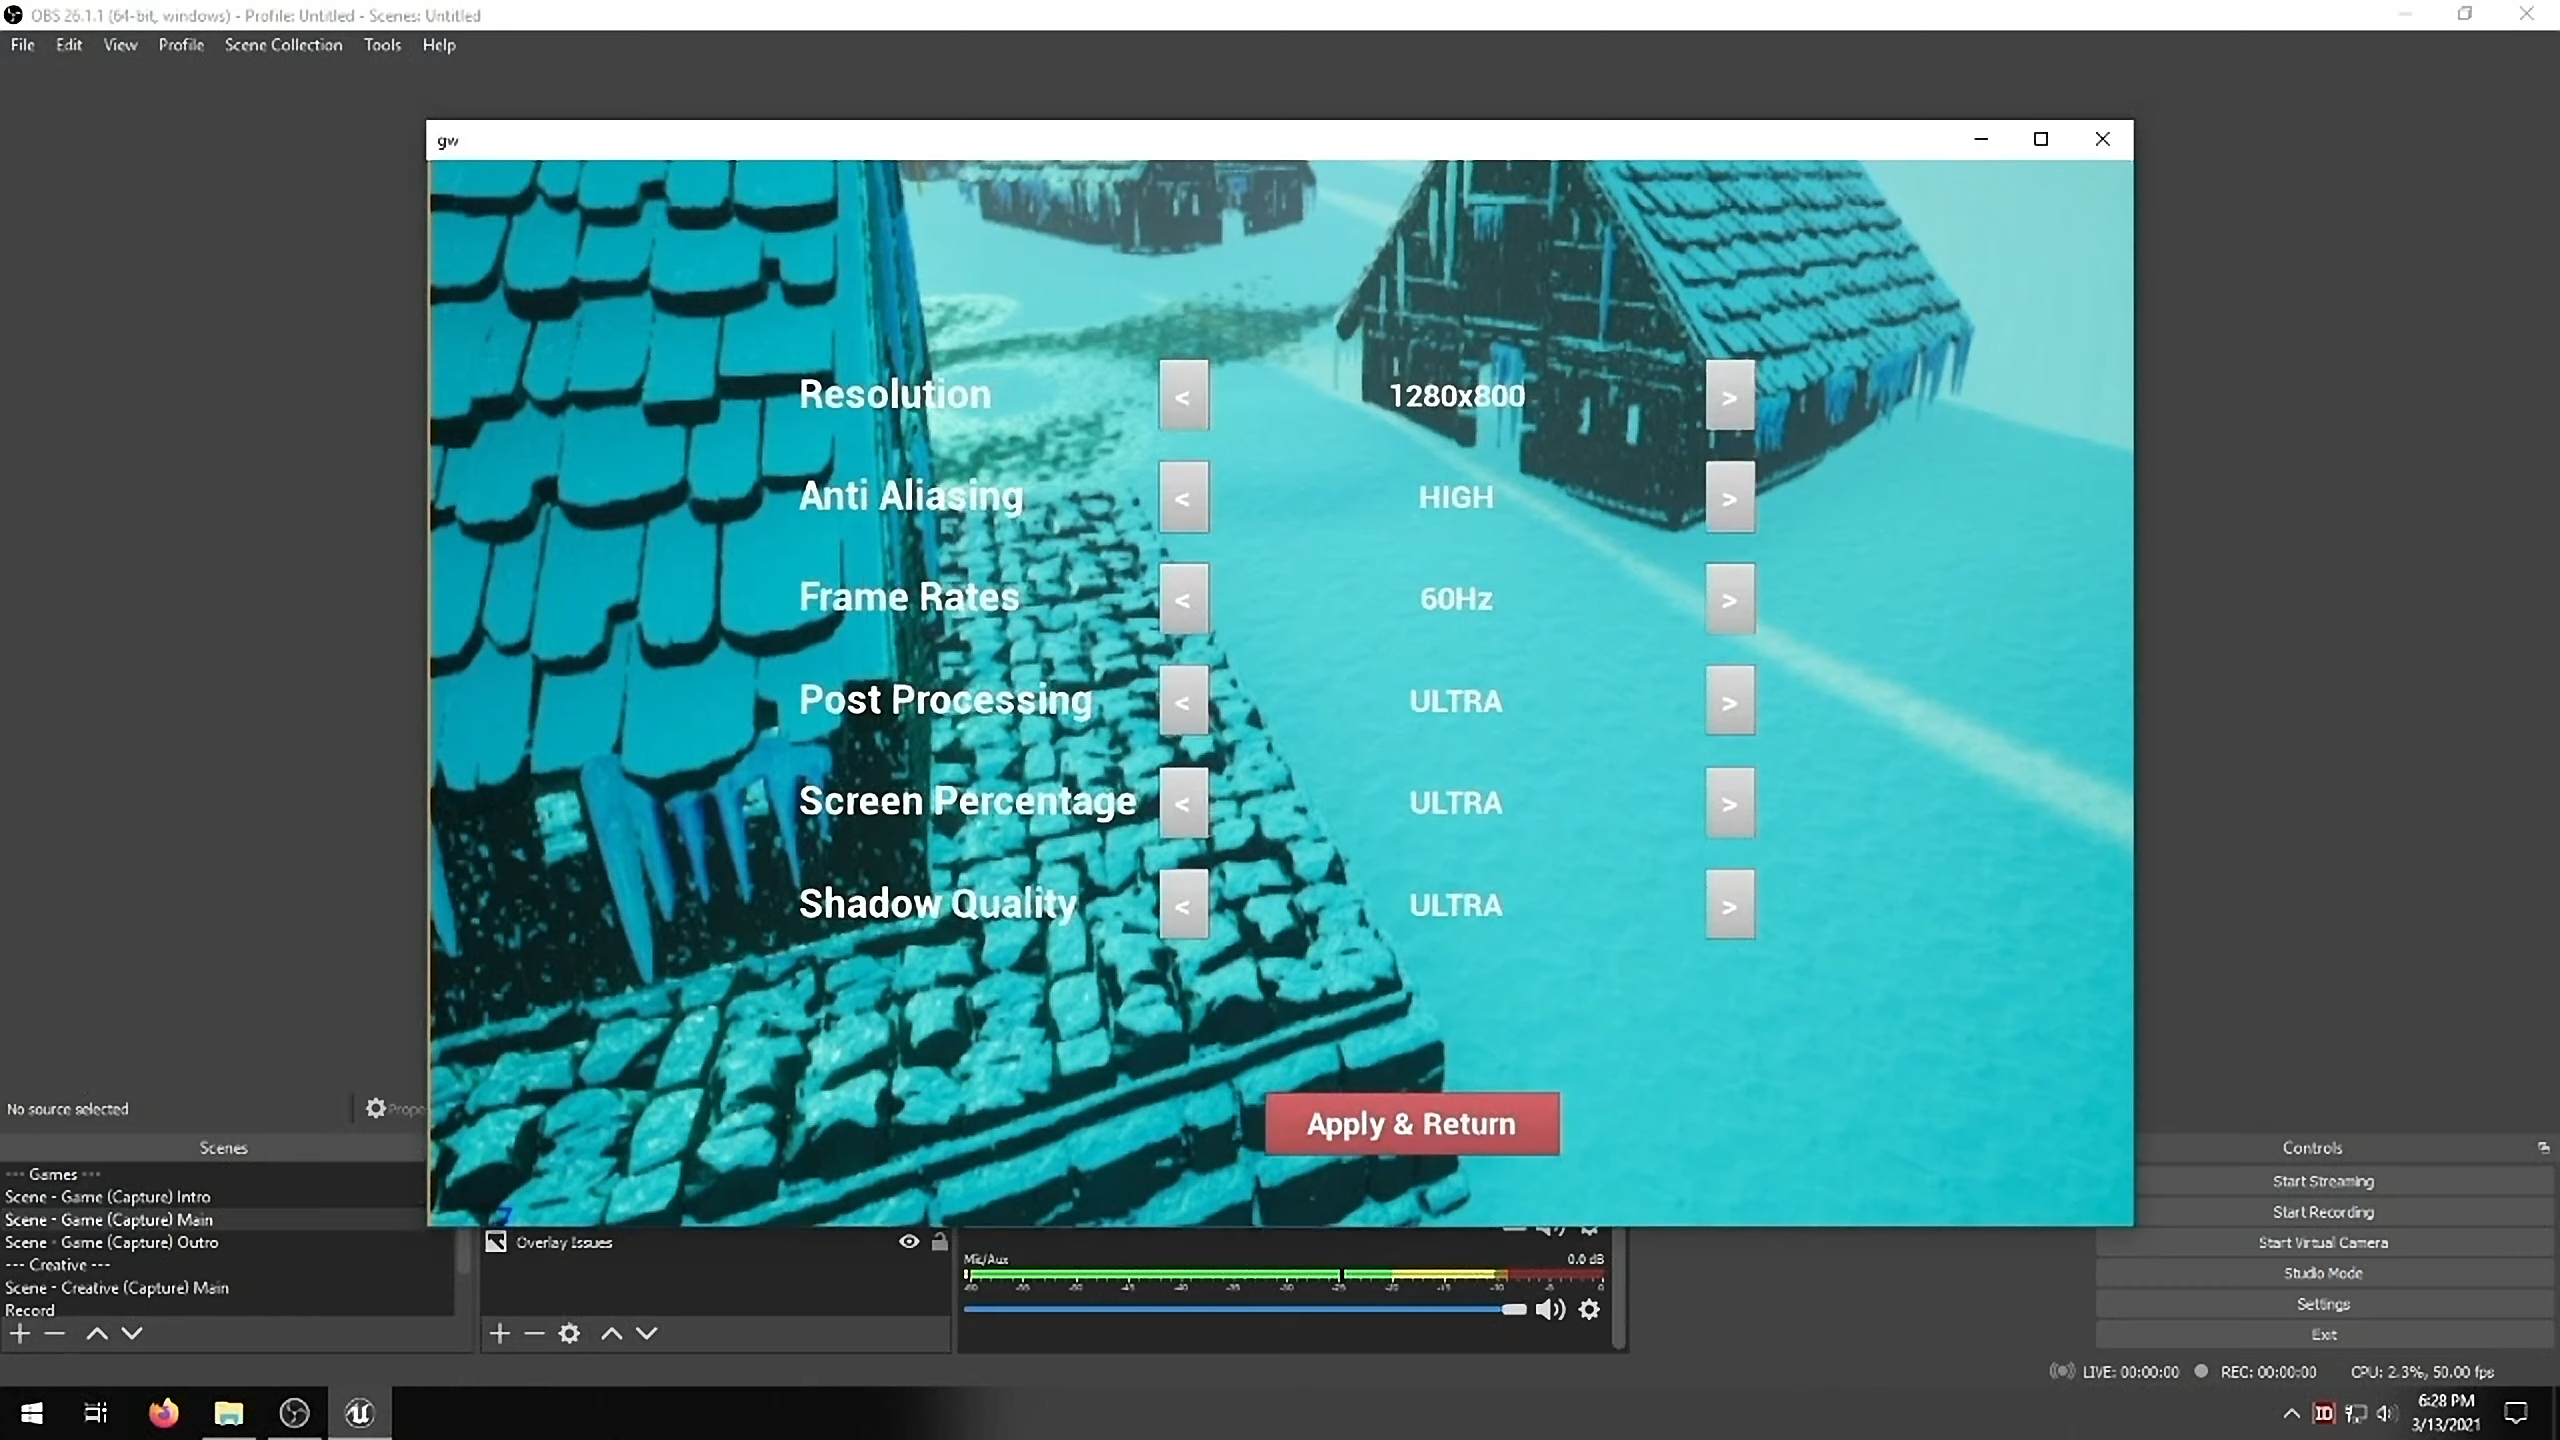 OBS 26.1.1 (64-bit, windows) - Profile: Untitled - Scenes: Untitled
File Edit View Profile Scene Collection Tools Help
gw
Resolution < 1280x800 >
Anti Aliasing < HIGH >
Frame Rates < 60Hz >
Post Processing < ULTRA >
Screen Percentage < ULTRA >
Shadow Quality < ULTRA >
Apply & Return
No source selected
Scenes
--- Games ---
Scene - Game (Capture) Intro
Scene - Game (Capture) Main
Scene - Game (Capture) Outro
--- Creative ---
Scene - Creative (Capture) Main
Record
Overlay Issues
Mic/Aux 0.0 dB
Controls
Start Streaming
Start Recording
Start Virtual Camera
Studio Mode
Settings
Exit
LIVE: 00:00:00 REC: 00:00:00 CPU: 2.3%, 50.00 fps
ID
6:28 PM
3/13/2021